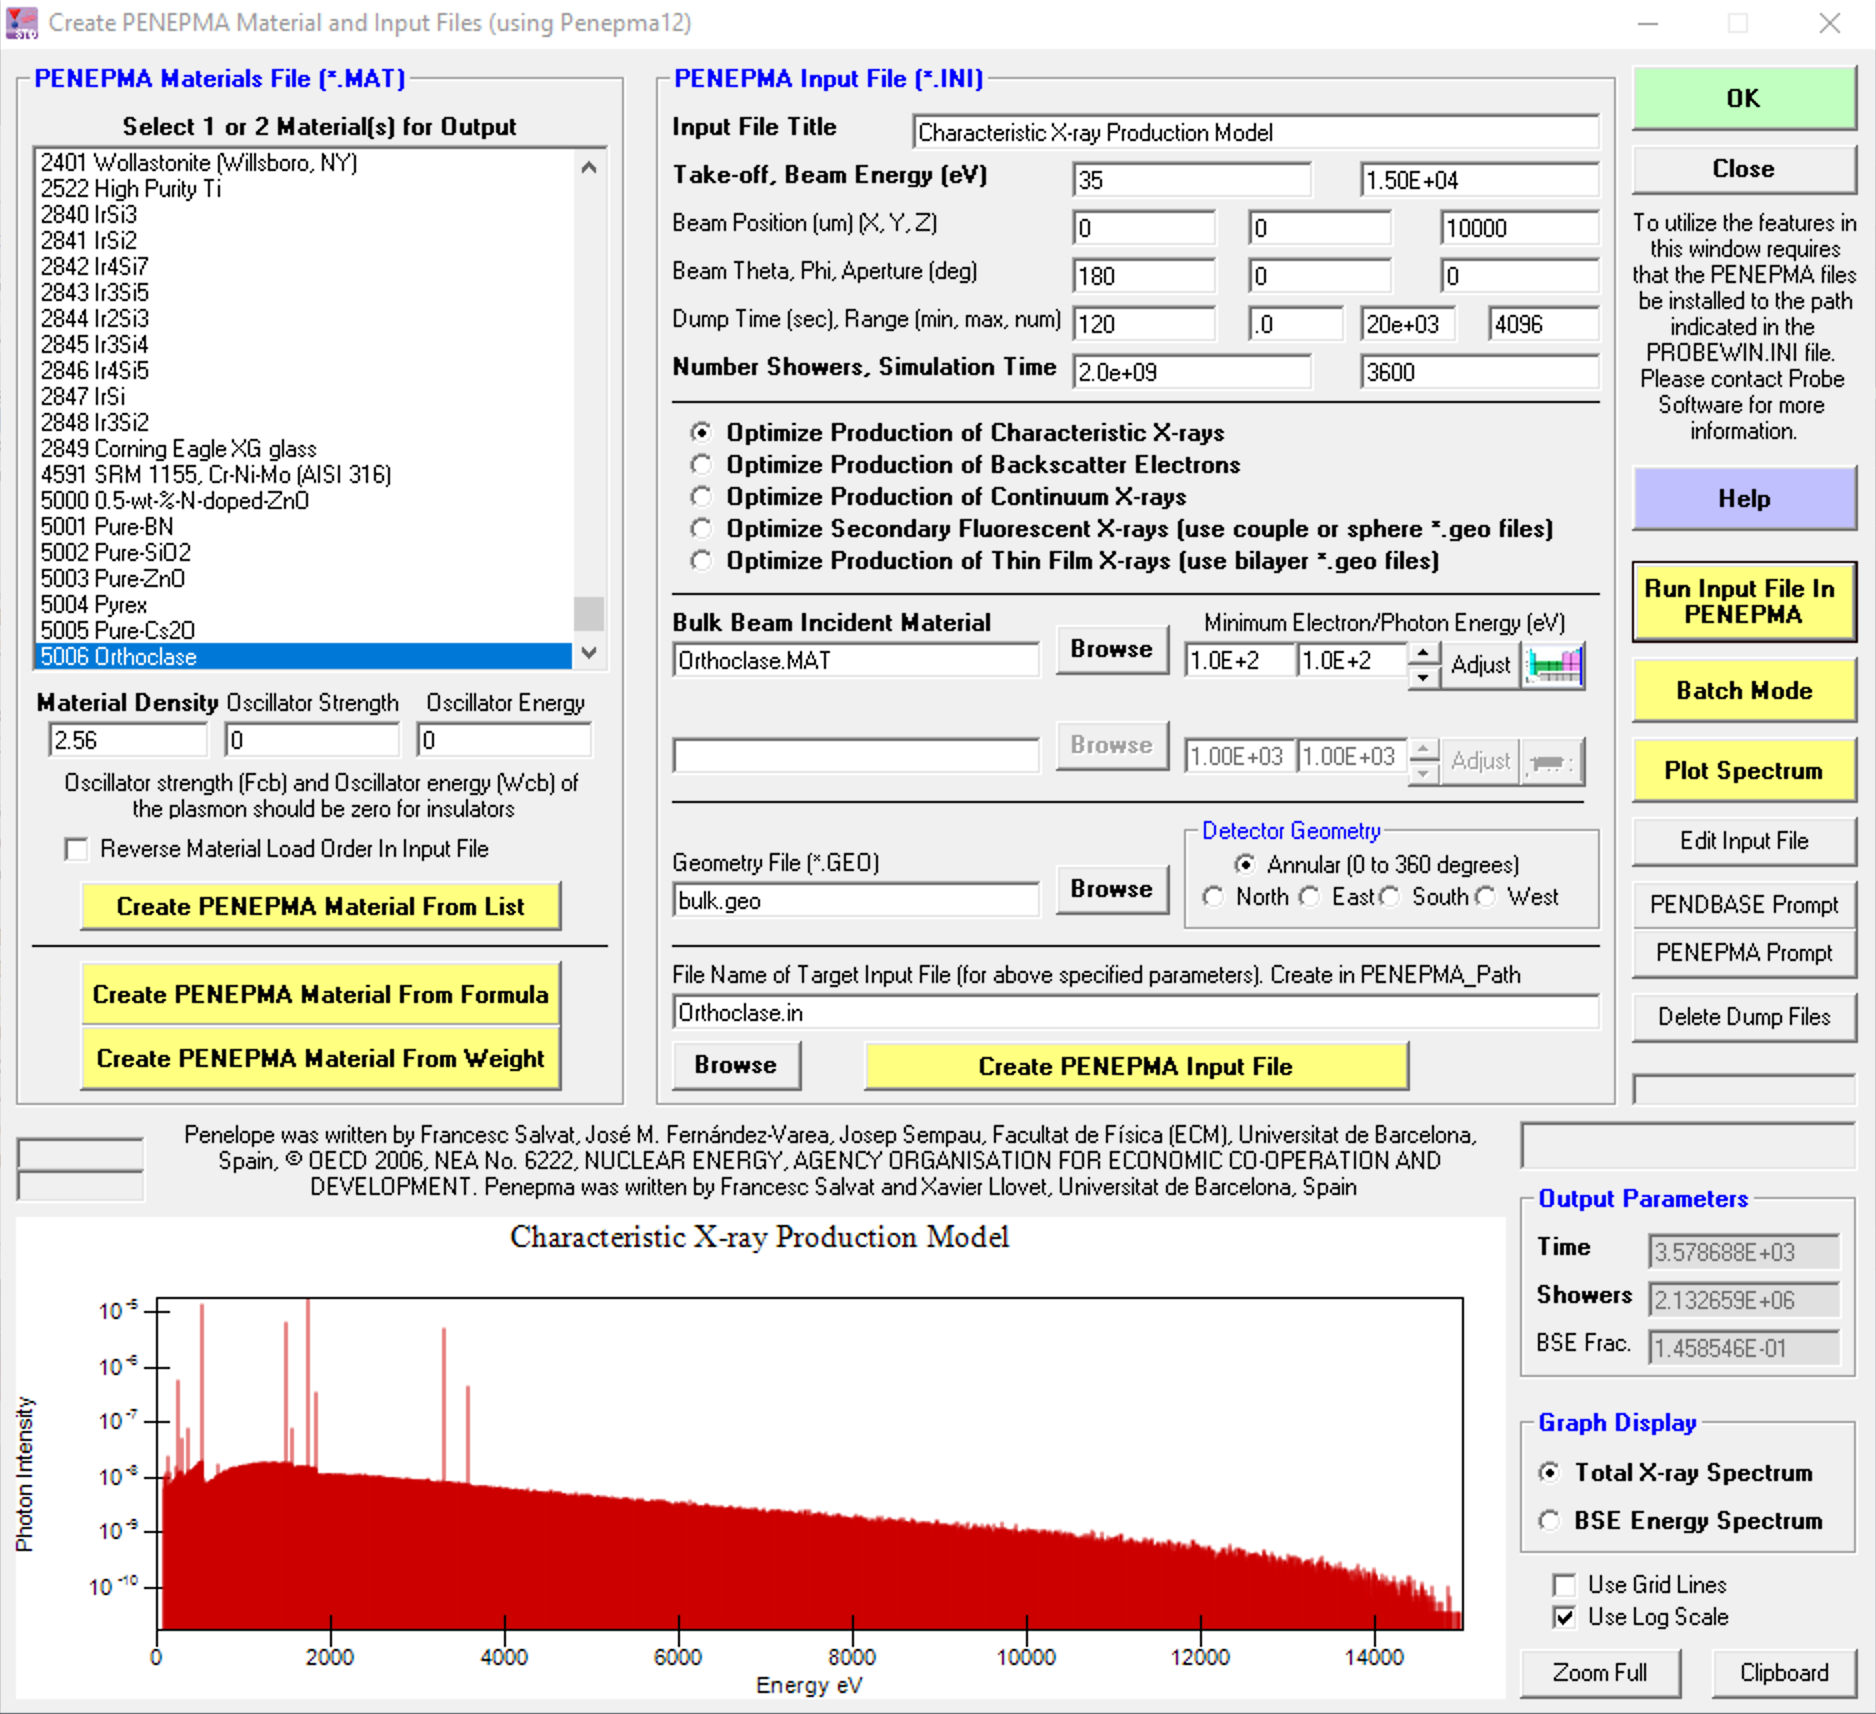 Create PENEPMA Material and Input Files (using Penepma12)
PENEPMA Materials File (*.MAT)
Select 1 or 2 Material(s) for Output
2401 Wollastonite (Willsboro, NY)
2522 High Purity Ti
2840 IrSi3
2841 IrSi2
2842 Ir4Si7
2843 Ir3Si5
2844 Ir2Si3
2845 Ir3Si4
2846 Ir4Si5
2847 IrSi
2848 Ir3Si2
2849 Corning Eagle XG glass
4591 SRM 1155, Cr-Ni-Mo (AISI 316)
5000 0.5-wt-%-N-doped-ZnO
5001 Pure-BN
5002 Pure-SiO2
5003 Pure-ZnO
5004 Pyrex
5005 Pure-Cs2O
5006 Orthoclase
Material Density Oscillator Strength Oscillator Energy
2.56 0 0
Oscillator strength (Fcb) and Oscillator energy (Wcb) of
the plasmon should be zero for insulators
Reverse Material Load Order In Input File
Create PENEPMA Material From List
Create PENEPMA Material From Formula
Create PENEPMA Material From Weight
PENEPMA Input File (*.INI)
Input File Title Characteristic X-ray Production Model
Take-off, Beam Energy (eV) 35 1.50E+04
Beam Position (um) (X, Y, Z) 0 0 10000
Beam Theta, Phi, Aperture (deg) 180 0 0
Dump Time (sec), Range (min, max, num) 120 .0 20e+03 4096
Number Showers, Simulation Time 2.0e+09 3600
Optimize Production of Characteristic X-rays
Optimize Production of Backscatter Electrons
Optimize Production of Continuum X-rays
Optimize Secondary Fluorescent X-rays (use couple or sphere *.geo files)
Optimize Production of Thin Film X-rays (use bilayer *.geo files)
Bulk Beam Incident Material Minimum Electron/Photon Energy (eV)
Orthoclase.MAT Browse 1.0E+2 1.0E+2 Adjust
Browse 1.00E+03 1.00E+03 Adjust
Geometry File (*.GEO)
bulk.geo Browse
Detector Geometry
Annular (0 to 360 degrees)
North East South West
File Name of Target Input File (for above specified parameters). Create in PENEPMA_Path
Orthoclase.in
Browse Create PENEPMA Input File
OK
Close
To utilize the features in
this window requires
that the PENEPMA files
be installed to the path
indicated in the
PROBEWIN.INI file.
Please contact Probe
Software for more
information.
Help
Run Input File In
PENEPMA
Batch Mode
Plot Spectrum
Edit Input File
PENDBASE Prompt
PENEPMA Prompt
Delete Dump Files
Penelope was written by Francesc Salvat, José M. Fernández-Varea, Josep Sempau, Facultat de Física (ECM), Universitat de Barcelona,
Spain, © OECD 2006, NEA No. 6222, NUCLEAR ENERGY, AGENCY ORGANISATION FOR ECONOMIC CO-OPERATION AND
DEVELOPMENT. Penepma was written by Francesc Salvat and Xavier Llovet, Universitat de Barcelona, Spain
Characteristic X-ray Production Model
Photon Intensity
10-5
10-6
10-7
10-8
10-9
10-10
0 2000 4000 6000 8000 10000 12000 14000
Energy eV
Output Parameters
Time 3.578688E+03
Showers 2.132659E+06
BSE Frac. 1.458546E-01
Graph Display
Total X-ray Spectrum
BSE Energy Spectrum
Use Grid Lines
Use Log Scale
Zoom Full Clipboard